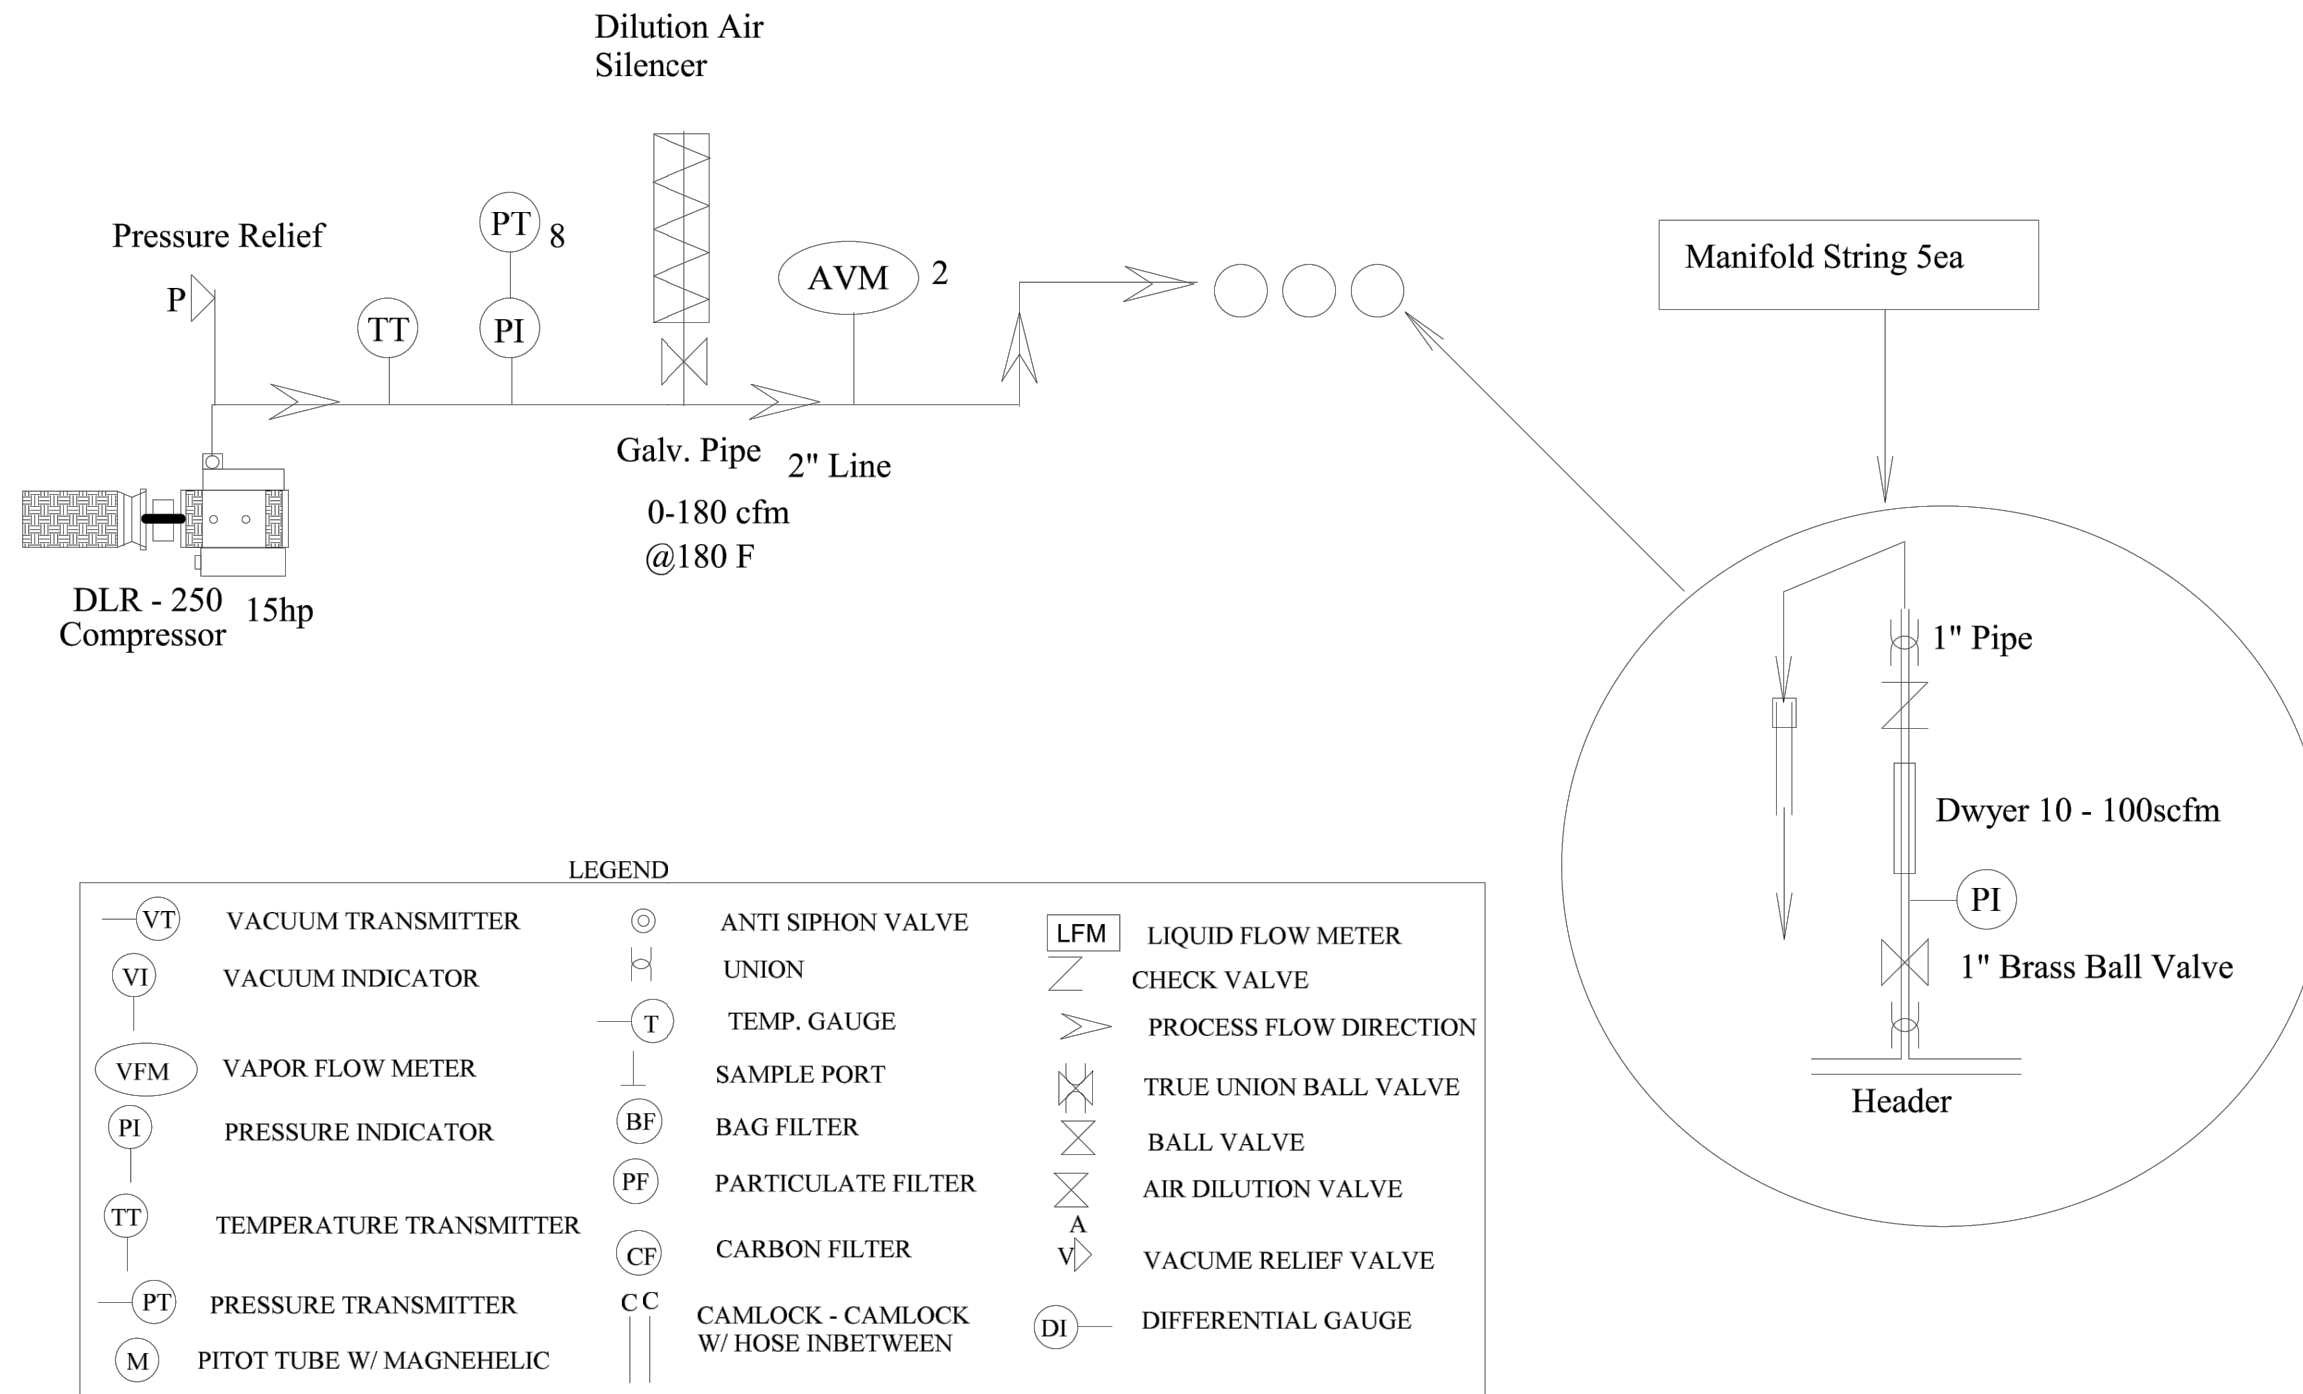 Dilution Air
Silencer
Pressure Relief
P
TT
PT
8
PI
AVM
2
Manifold String 5ea
Galv. Pipe
2" Line
0-180 cfm
@180 F
DLR - 250
Compressor
15hp
1" Pipe
Dwyer 10 - 100scfm
PI
1" Brass Ball Valve
Header
LEGEND
VT
VACUUM TRANSMITTER
VI
VACUUM INDICATOR
VFM
VAPOR FLOW METER
PI
PRESSURE INDICATOR
TT
TEMPERATURE TRANSMITTER
PT
PRESSURE TRANSMITTER
M
PITOT TUBE W/ MAGNEHELIC
ANTI SIPHON VALVE
UNION
T
TEMP. GAUGE
SAMPLE PORT
BF
BAG FILTER
PF
PARTICULATE FILTER
CF
CARBON FILTER
C C
CAMLOCK - CAMLOCK
W/ HOSE INBETWEEN
LFM
LIQUID FLOW METER
CHECK VALVE
PROCESS FLOW DIRECTION
TRUE UNION BALL VALVE
BALL VALVE
AIR DILUTION VALVE
A
V
VACUME RELIEF VALVE
DI
DIFFERENTIAL GAUGE